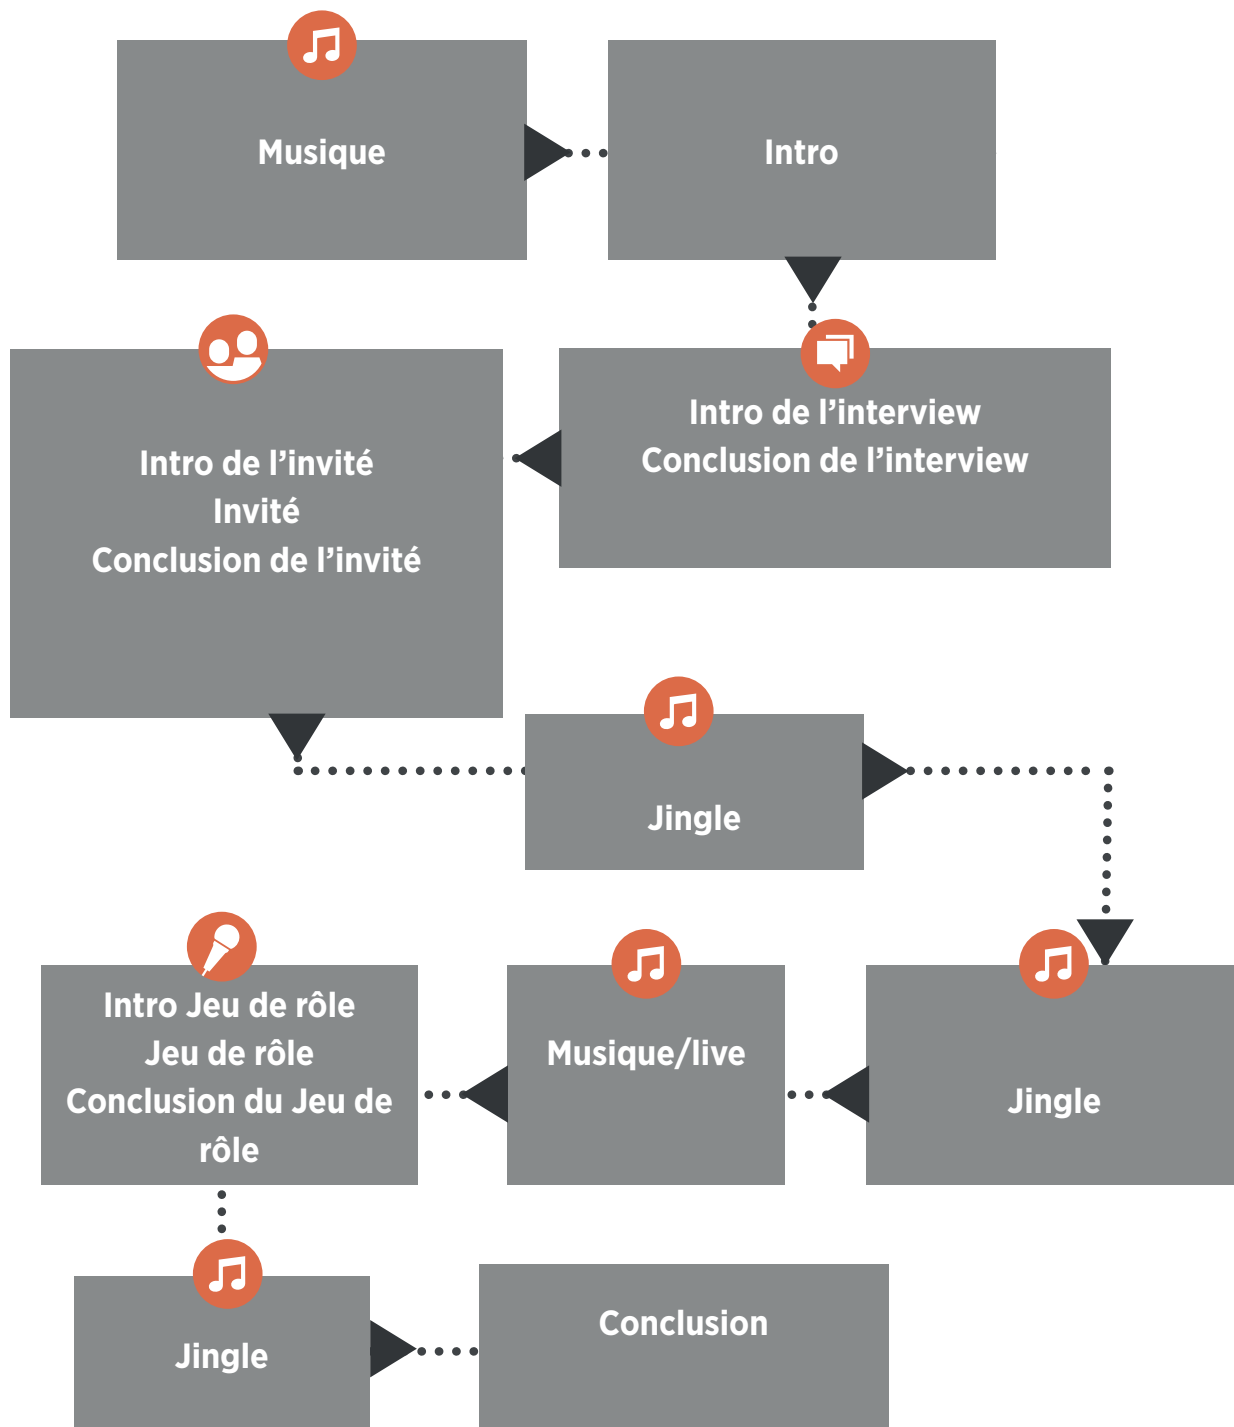 Musique
Intro
Intro de l’interview
Conclusion de l’interview
Intro de l’invité
Invité
Conclusion de l’invité
Jingle
Jingle
Musique/live
Intro Jeu de rôle
Jeu de rôle
Conclusion du Jeu de
rôle
Jingle
Conclusion